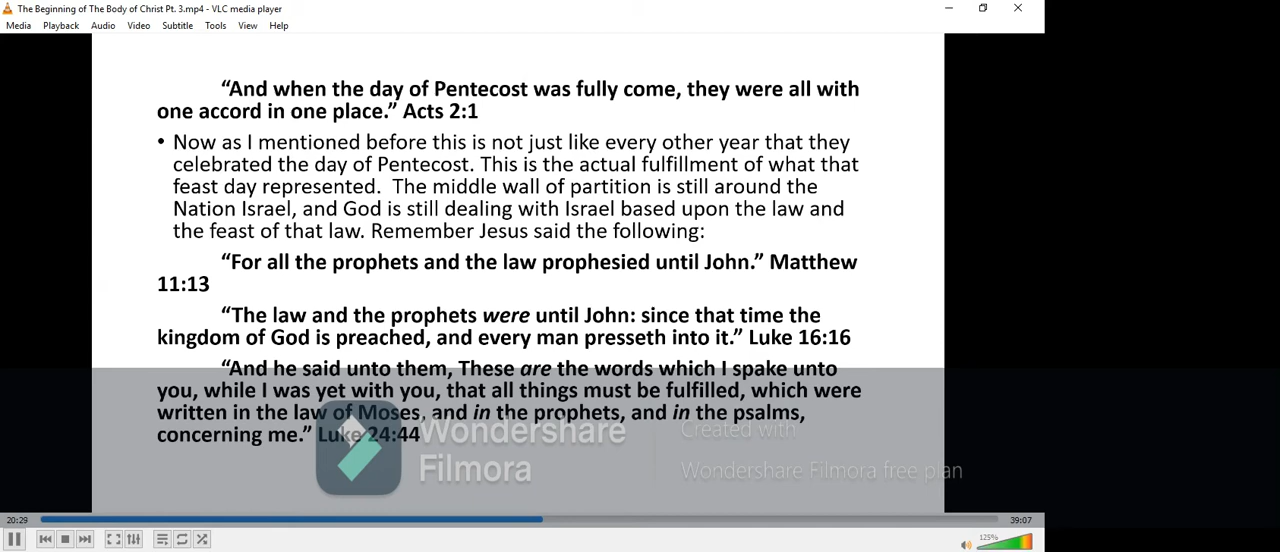 The Beginning of The Body of Christ Pt. 3.mp4 - VLC media player
Media Playback Audio Video Subtitle Tools View Help
“And when the day of Pentecost was fully come, they were all with
one accord in one place.” Acts 2:1
• Now as I mentioned before this is not just like every other year that they
celebrated the day of Pentecost. This is the actual fulfillment of what that
feast day represented. The middle wall of partition is still around the
Nation Israel, and God is still dealing with Israel based upon the law and
the feast of that law. Remember Jesus said the following:
“For all the prophets and the law prophesied until John.” Matthew
11:13
“The law and the prophets were until John: since that time the
kingdom of God is preached, and every man presseth into it.” Luke 16:16
“And he said unto them, These are the words which I spake unto
you, while I was yet with you, that all things must be fulfilled, which were
written in the law of Moses, and in the prophets, and in the psalms,
concerning me.” Luke 24:44
Wondershare
Filmora
Created with
Wondershare Filmora free plan
20:29
39:07
125%